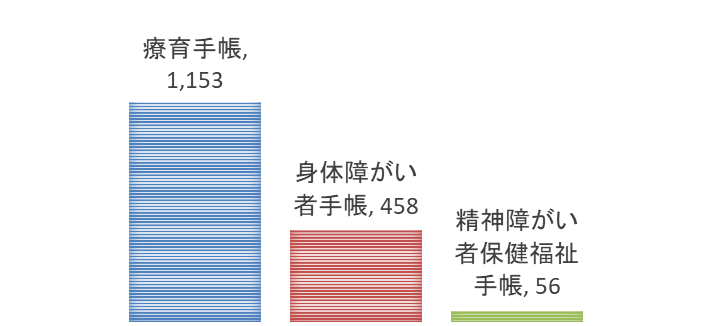 療育手帳,
1,153
身体障がい
者手帳, 458
精神障がい
者保健福祉
手帳, 56